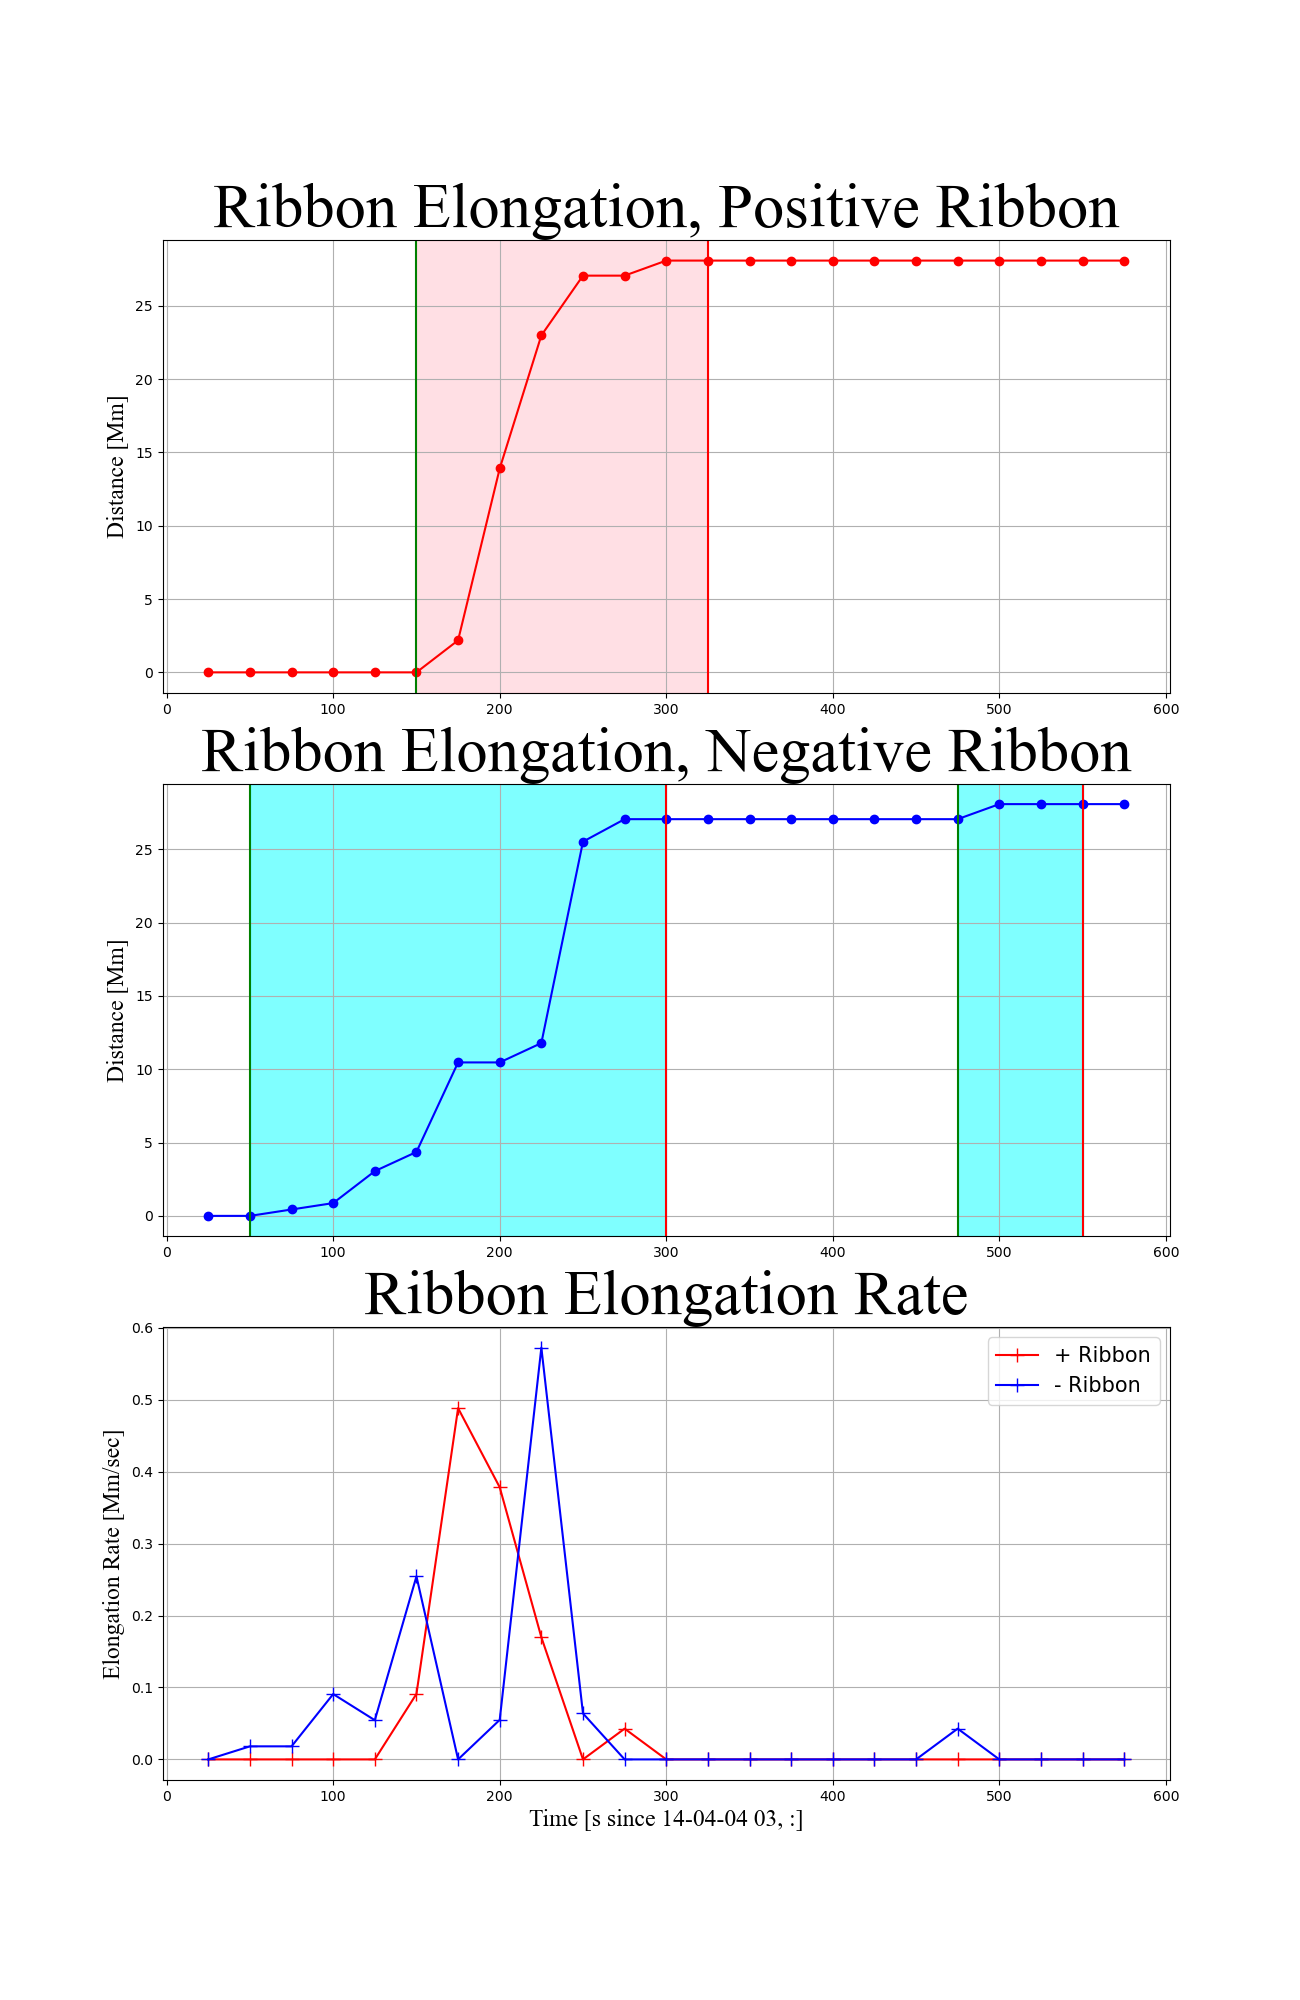 Ribbon Elongation, Positive Ribbon
25
20
15
10
5
0
Distance [Mm]
0 100 200 300 400 500 600
Ribbon Elongation, Negative Ribbon
25
20
15
10
5
0
Distance [Mm]
0 100 200 300 400 500 600
Ribbon Elongation Rate
0.6
0.5
0.4
0.3
0.2
0.1
0.0
Elongation Rate [Mm/sec]
+ Ribbon
- Ribbon
0 100 200 300 400 500 600
Time [s since 14-04-04 03, :]